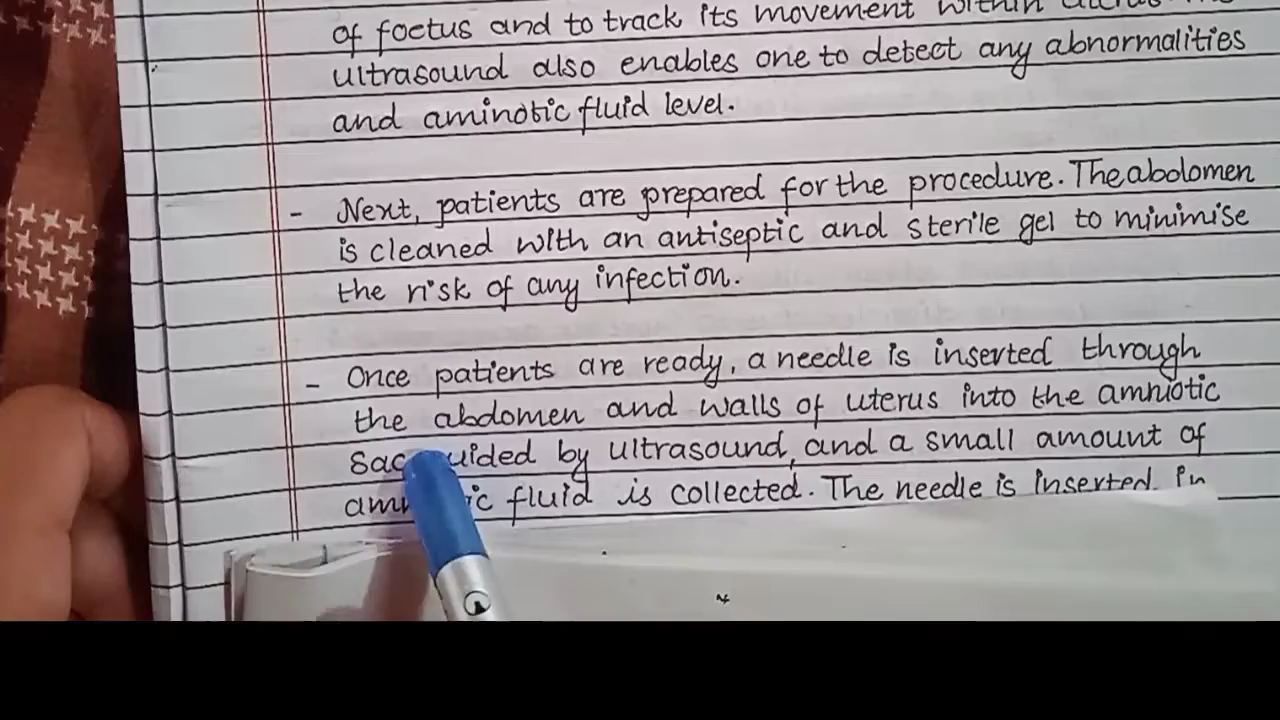 of foetus and to track its movement within uterus
ultrasound also enables one to detect any abnormalities
and aminotic fluid level.
- Next, patients are prepared for the procedure. The abdomen
is cleaned with an antiseptic and sterile gel to minimise
the risk of any infection.
- Once patients are ready, a needle is inserted through
the abdomen and walls of uterus into the amniotic
sac uided by ultrasound, and a small amount of
fluid is collected. The needle is inserted in